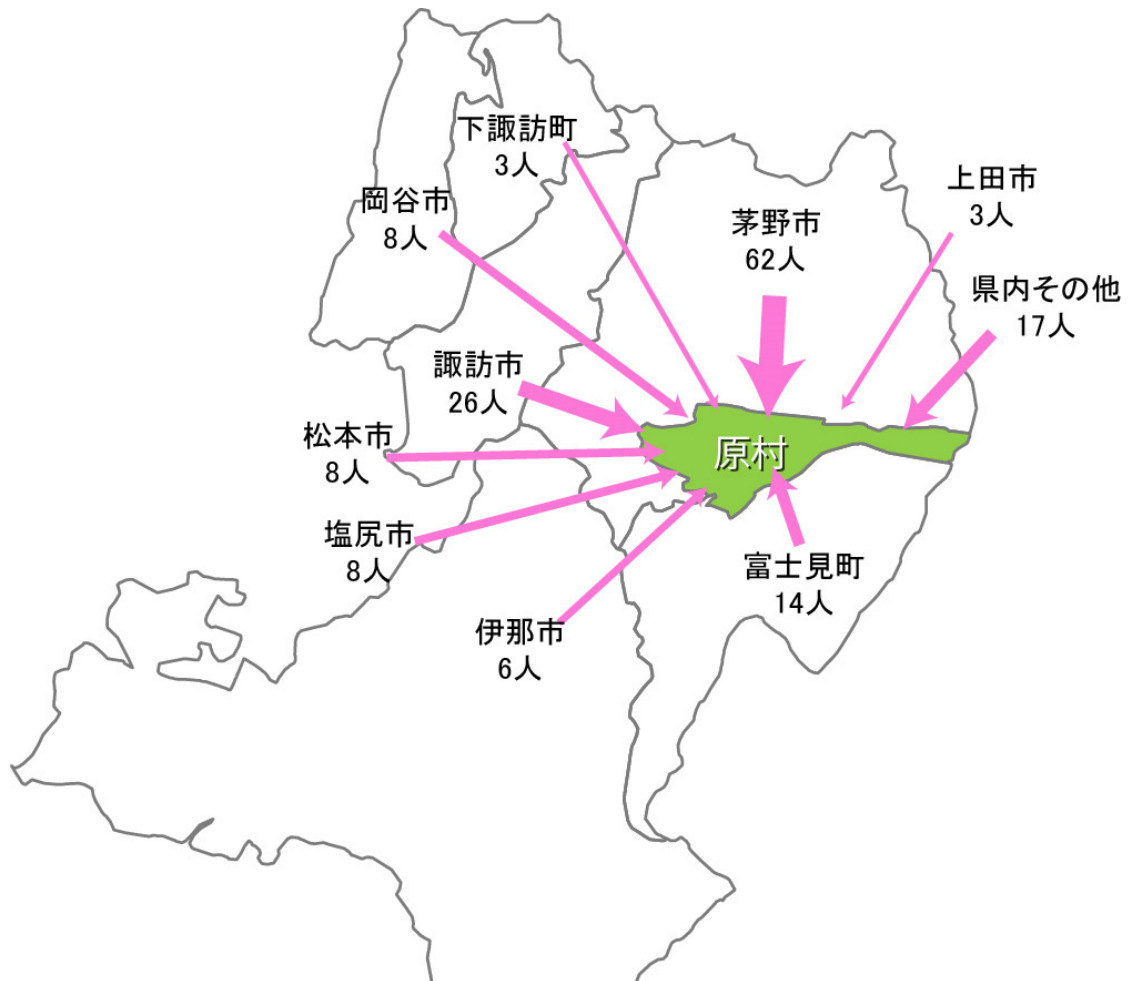 下諏訪町
3人
上田市
3人
岡谷市
8人
茅野市
62人
県内その他
17人
諏訪市
26人
松本市
8人
原村
塩尻市
8人
富士見町
14人
伊那市
6人